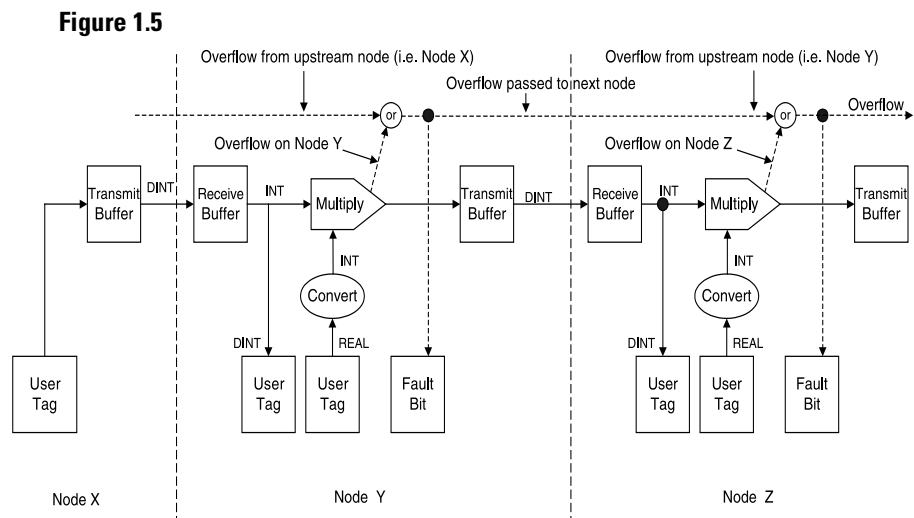 Figure 1.5
Overflow from upstream node (i.e. Node X)
Overflow from upstream node (i.e. Node Y)
Overflow passed to next node
Overflow
or
or
Overflow on Node Y
Overflow on Node Z
Transmit
Buffer
DINT
Receive
Buffer
INT
Multiply
Transmit
Buffer
DINT
Receive
Buffer
INT
Multiply
Transmit
Buffer
INT
INT
Convert
Convert
DINT
REAL
DINT
REAL
User
Tag
User
Tag
User
Tag
Fault
Bit
User
Tag
User
Tag
Fault
Bit
Node X
Node Y
Node Z